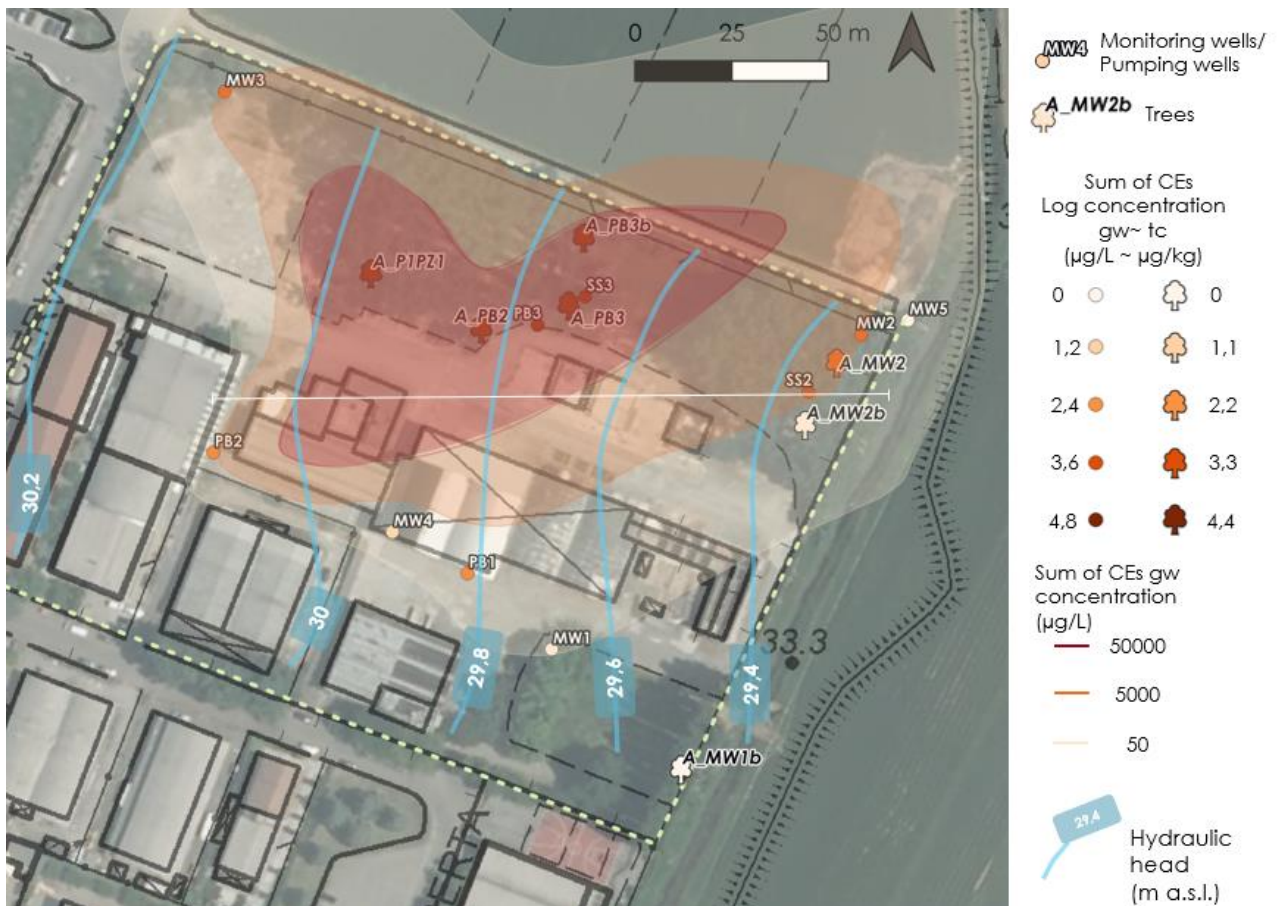 0 25 50 m
MW3
A_PB3b
A_P1PZ1
SS3
A_PB2
PB3
A_PB3
MW2
MW5
A_MW2
SS2
A_MW2b
PB2
30,2
MW4
PB1
30
MW1
29,8
29,6
29,4
33.3
A_MW1b
ERTA
MW4
Monitoring wells/
Pumping wells
A_MW2b
Trees
Sum of CEs
Log concentration
gw~ tc
(µg/L ~ µg/kg)
0 0
1,2 1,1
2,4 2,2
3,6 3,3
4,8 4,4
Sum of CEs gw
concentration
(µg/L)
50000
5000
50
29,4
Hydraulic
head
(m a.s.l.)